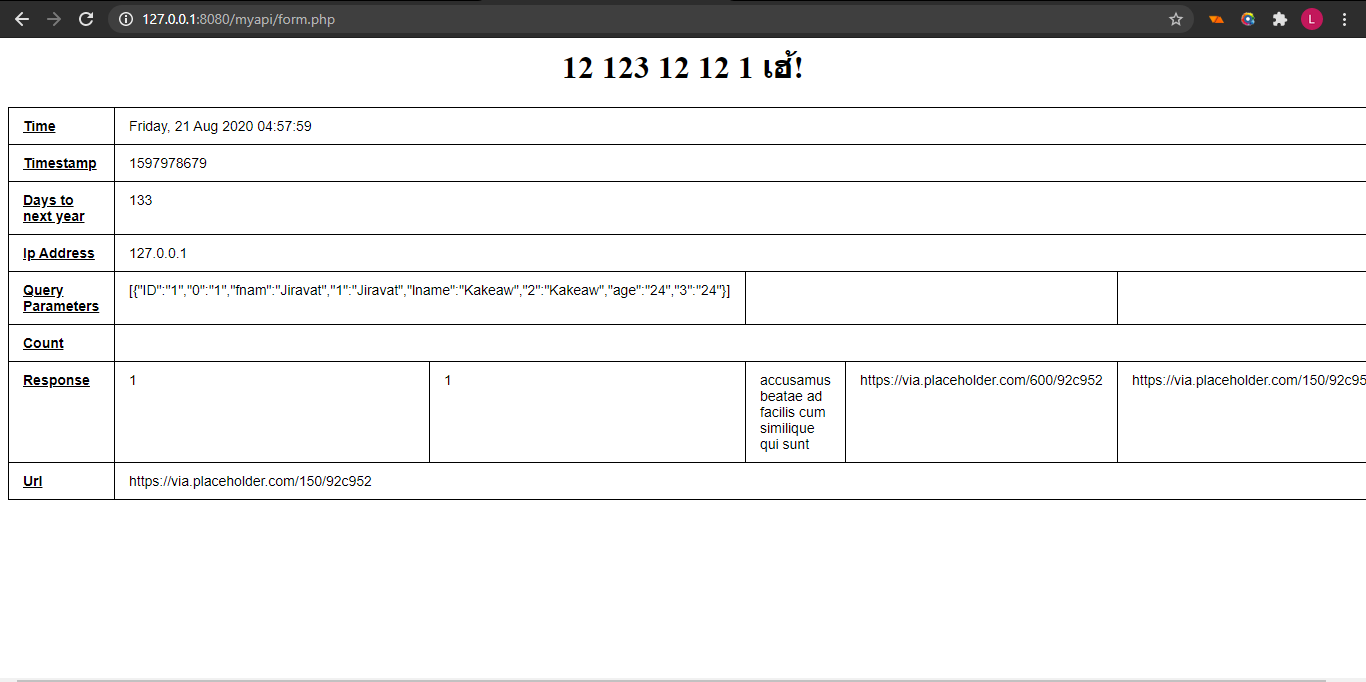 127.0.0.1:8080/myapi/form.php
L
12 123 12 12 1 เฮ้!
Time
Friday, 21 Aug 2020 04:57:59
Timestamp
1597978679
Days to
next year
133
Ip Address
127.0.0.1
Query
Parameters
[{"ID":"1","0":"1","fnam":"Jiravat","1":"Jiravat","lname":"Kakeaw","2":"Kakeaw","age":"24","3":"24"}]
Count
Response
1
1
accusamus
beatae ad
facilis cum
similique
qui sunt
https://via.placeholder.com/600/92c952
https://via.placeholder.com/150/92c95
Url
https://via.placeholder.com/150/92c952